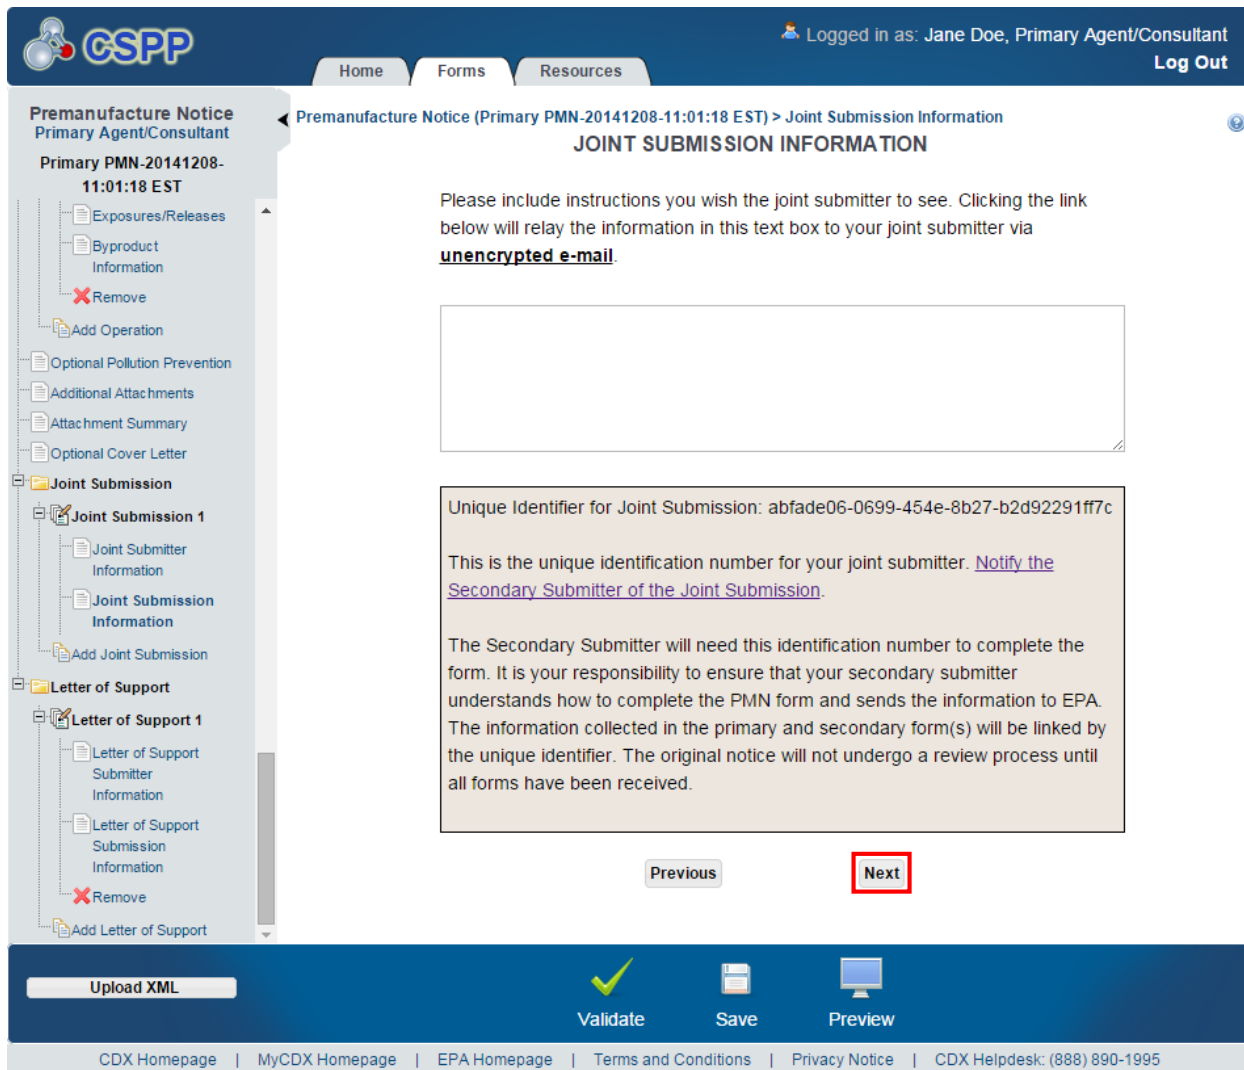 CSPP
Logged in as: Jane Doe, Primary Agent/Consultant
Log Out
Home
Forms
Resources
Premanufacture Notice
Primary Agent/Consultant
Primary PMN-20141208-
11:01:18 EST
Exposures/Releases
Byproduct
Information
Remove
Add Operation
Optional Pollution Prevention
Additional Attachments
Attachment Summary
Optional Cover Letter
Joint Submission
Joint Submission 1
Joint Submitter
Information
Joint Submission
Information
Add Joint Submission
Letter of Support
Letter of Support 1
Letter of Support
Submitter
Information
Letter of Support
Submission
Information
Remove
Add Letter of Support
Premanufacture Notice (Primary PMN-20141208-11:01:18 EST) > Joint Submission Information
JOINT SUBMISSION INFORMATION
Please include instructions you wish the joint submitter to see. Clicking the link
below will relay the information in this text box to your joint submitter via
unencrypted e-mail.
Unique Identifier for Joint Submission: abfade06-0699-454e-8b27-b2d92291ff7c
This is the unique identification number for your joint submitter. Notify the
Secondary Submitter of the Joint Submission.
The Secondary Submitter will need this identification number to complete the
form. It is your responsibility to ensure that your secondary submitter
understands how to complete the PMN form and sends the information to EPA.
The information collected in the primary and secondary form(s) will be linked by
the unique identifier. The original notice will not undergo a review process until
all forms have been received.
Previous
Next
Upload XML
Validate
Save
Preview
CDX Homepage | MyCDX Homepage | EPA Homepage | Terms and Conditions | Privacy Notice | CDX Helpdesk: (888) 890-1995